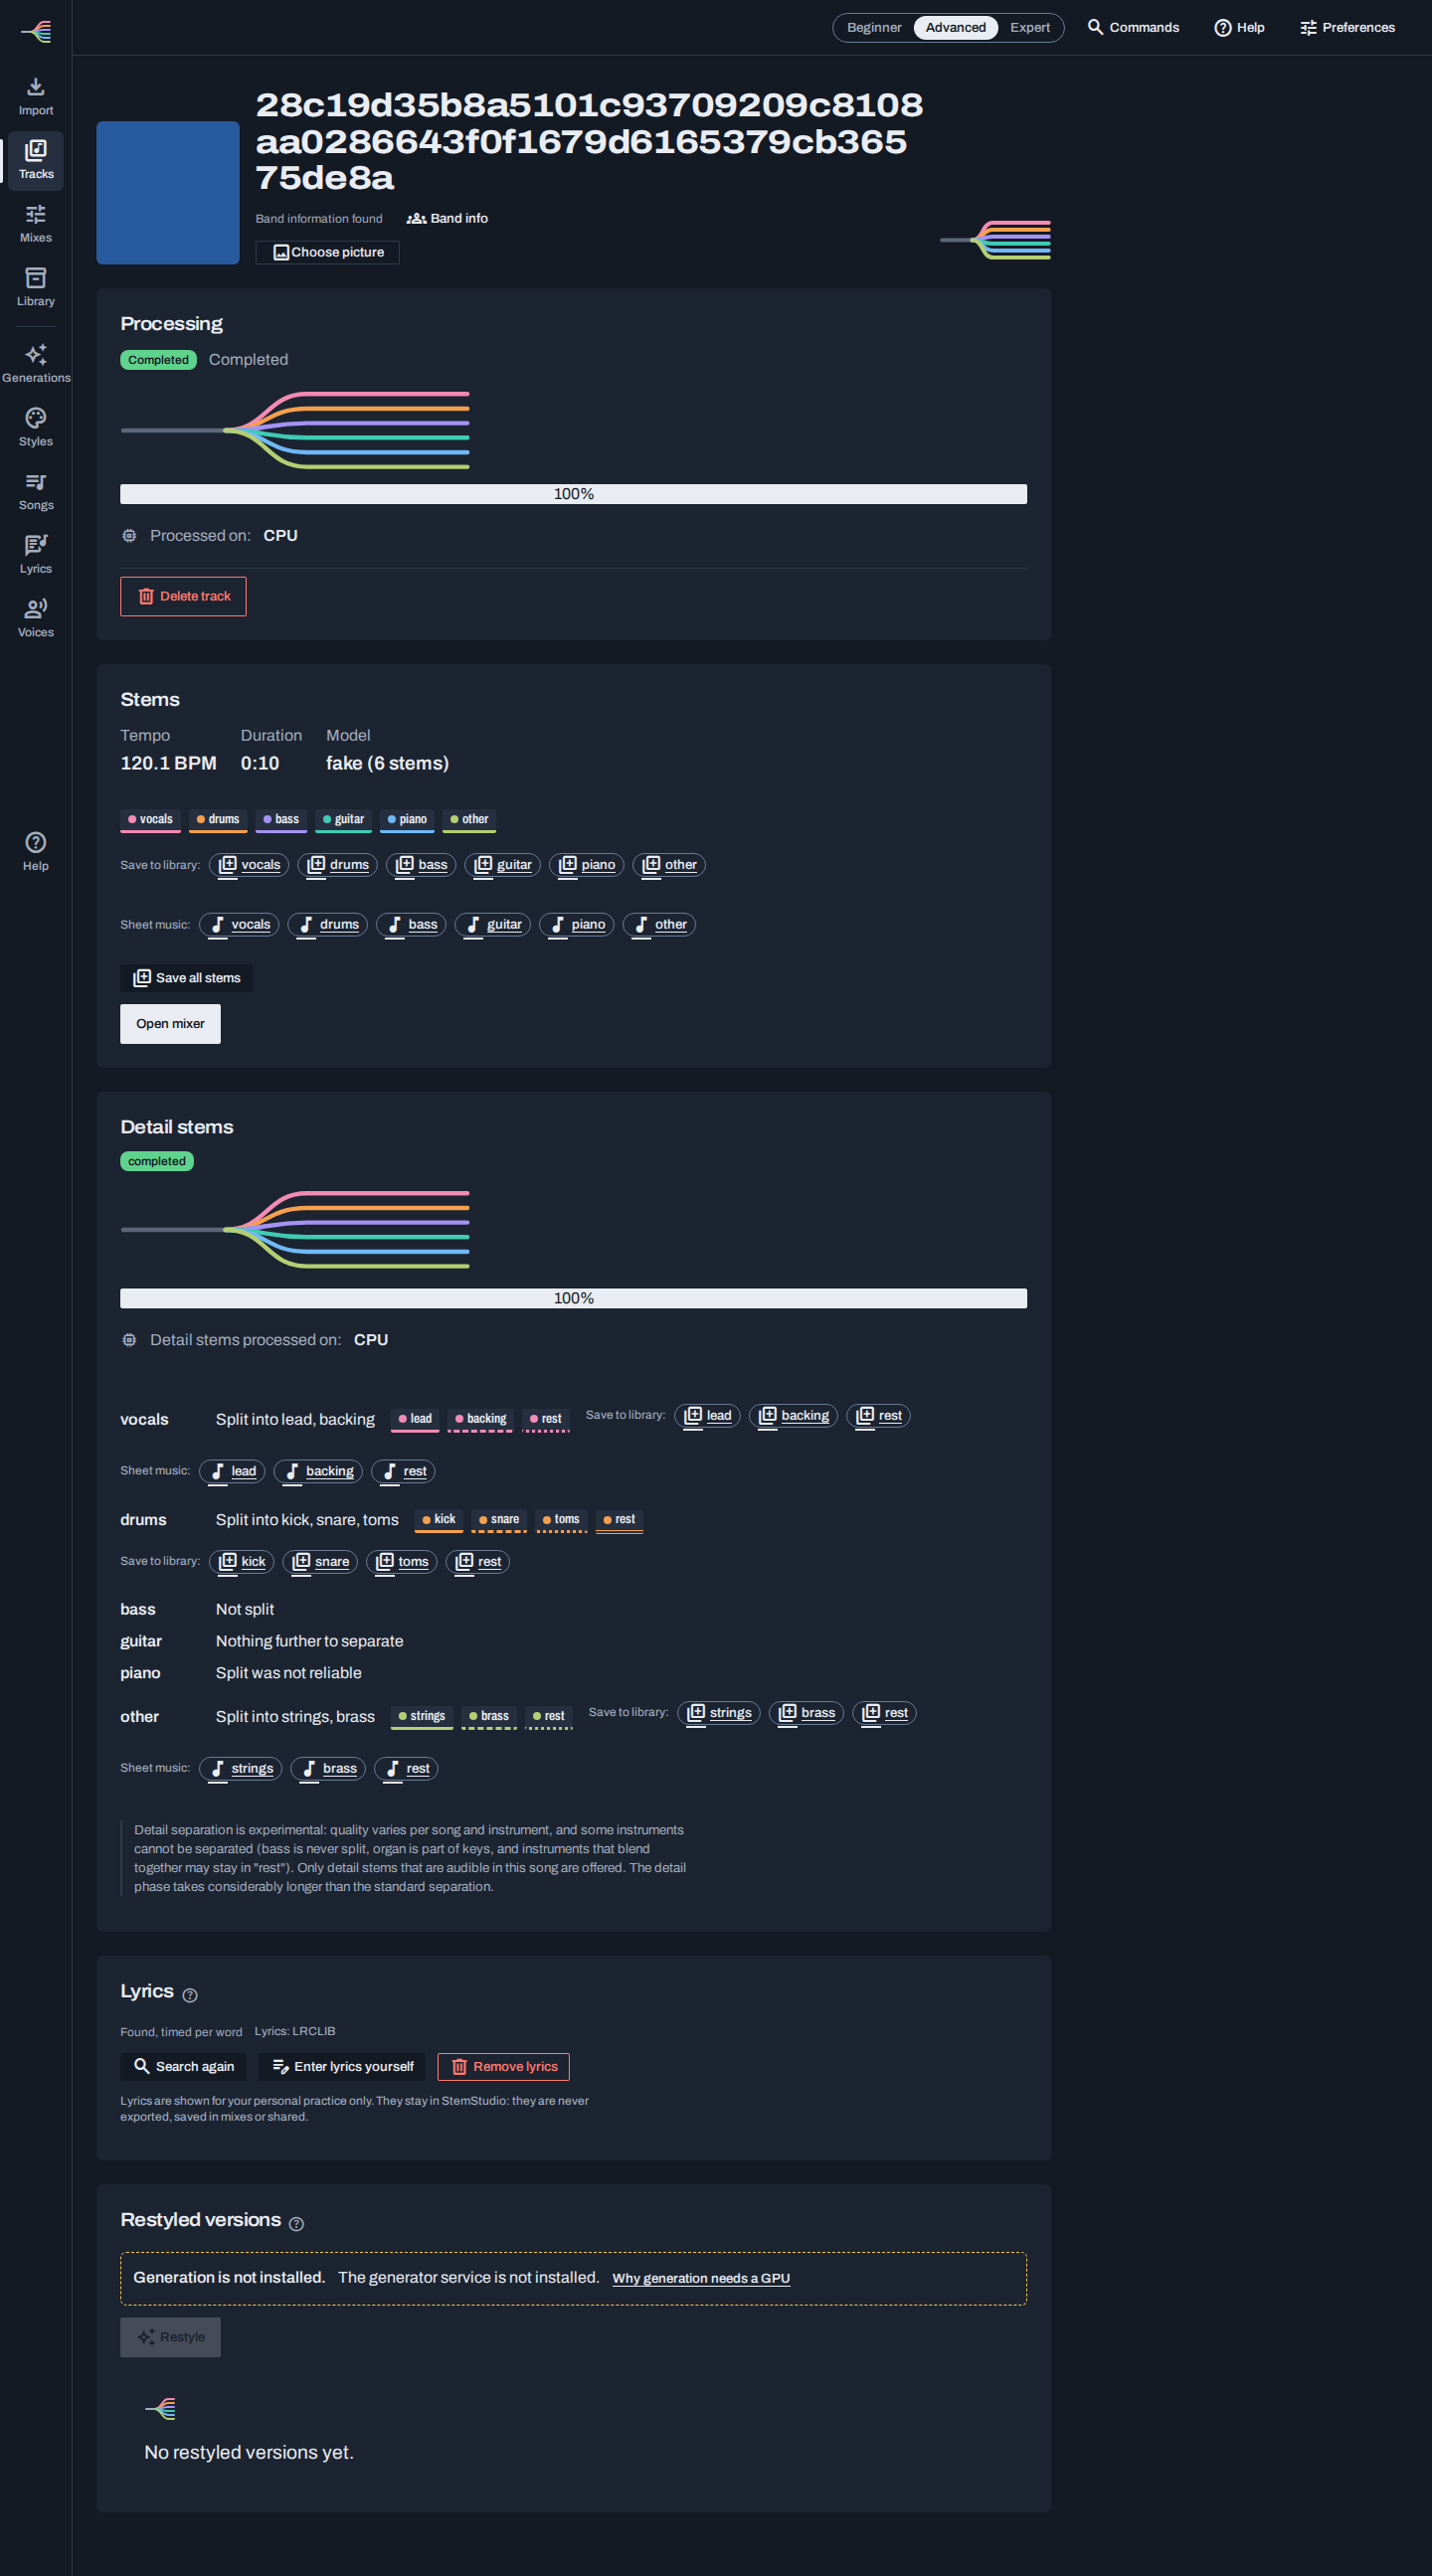 Beginner Advanced Expert Commands Help Preferences
Import
Tracks
Mixes
Library
Generations
Styles
Songs
Lyrics
Voices
Help
28c19d35b8a5101c93709209c8108
aa0286643f0f1679d6165379cb365
75de8a
Band information found Band info
Choose picture
Processing
Completed Completed
100%
Processed on: CPU
Delete track
Stems
Tempo Duration Model
120.1 BPM 0:10 fake (6 stems)
vocals drums bass guitar piano other
Save to library: vocals drums bass guitar piano other
Sheet music: vocals drums bass guitar piano other
Save all stems
Open mixer
Detail stems
completed
100%
Detail stems processed on: CPU
vocals Split into lead, backing lead backing rest Save to library: lead backing rest
Sheet music: lead backing rest
drums Split into kick, snare, toms kick snare toms rest
Save to library: kick snare toms rest
bass Not split
guitar Nothing further to separate
piano Split was not reliable
other Split into strings, brass strings brass rest Save to library: strings brass rest
Sheet music: strings brass rest
Detail separation is experimental: quality varies per song and instrument, and some instruments
cannot be separated (bass is never split, organ is part of keys, and instruments that blend
together may stay in "rest"). Only detail stems that are audible in this song are offered. The detail
phase takes considerably longer than the standard separation.
Lyrics
Found, timed per word Lyrics: LRCLIB
Search again Enter lyrics yourself Remove lyrics
Lyrics are shown for your personal practice only. They stay in StemStudio: they are never
exported, saved in mixes or shared.
Restyled versions
Generation is not installed. The generator service is not installed. Why generation needs a GPU
Restyle
No restyled versions yet.